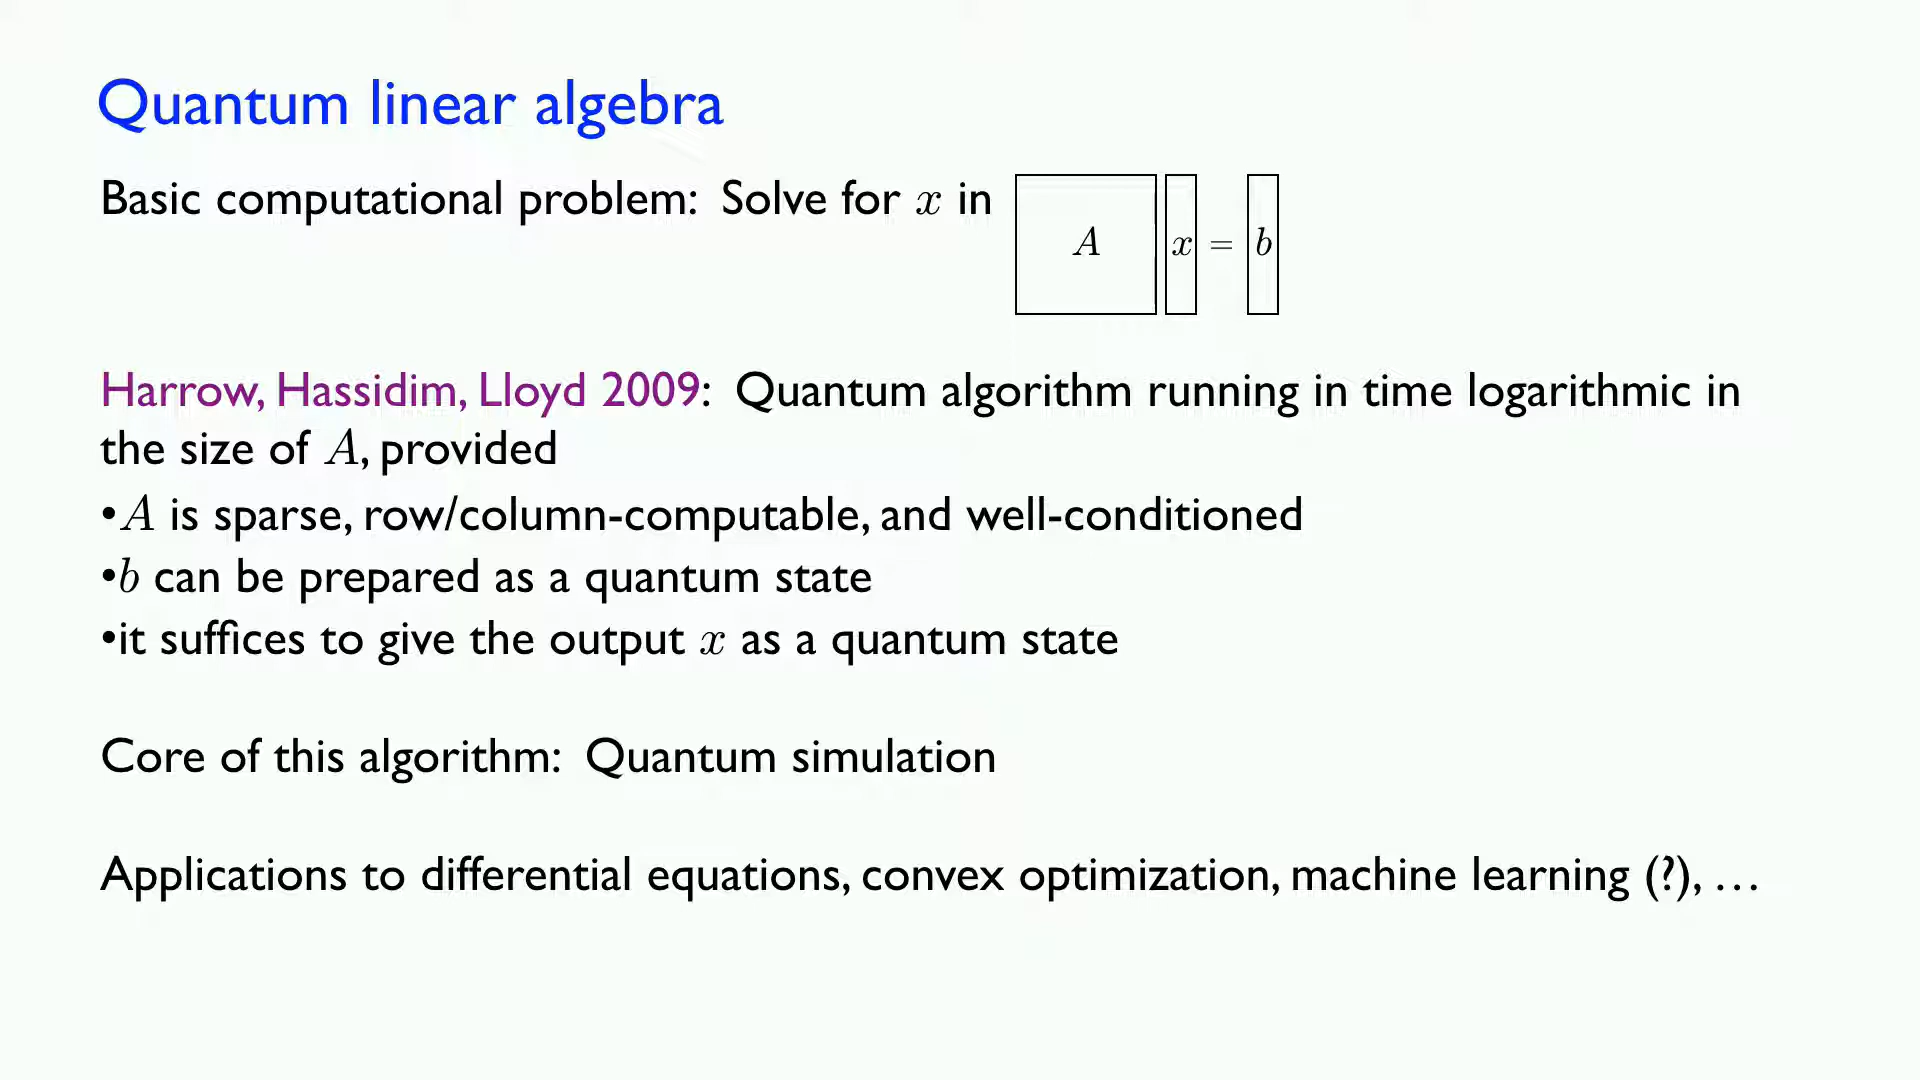 Quantum linear algebra
Basic computational problem: Solve for x in
A x = b
Harrow, Hassidim, Lloyd 2009: Quantum algorithm running in time logarithmic in
the size of A, provided
•A is sparse, row/column-computable, and well-conditioned
•b can be prepared as a quantum state
•it suffices to give the output x as a quantum state
Core of this algorithm: Quantum simulation
Applications to differential equations, convex optimization, machine learning (?), …